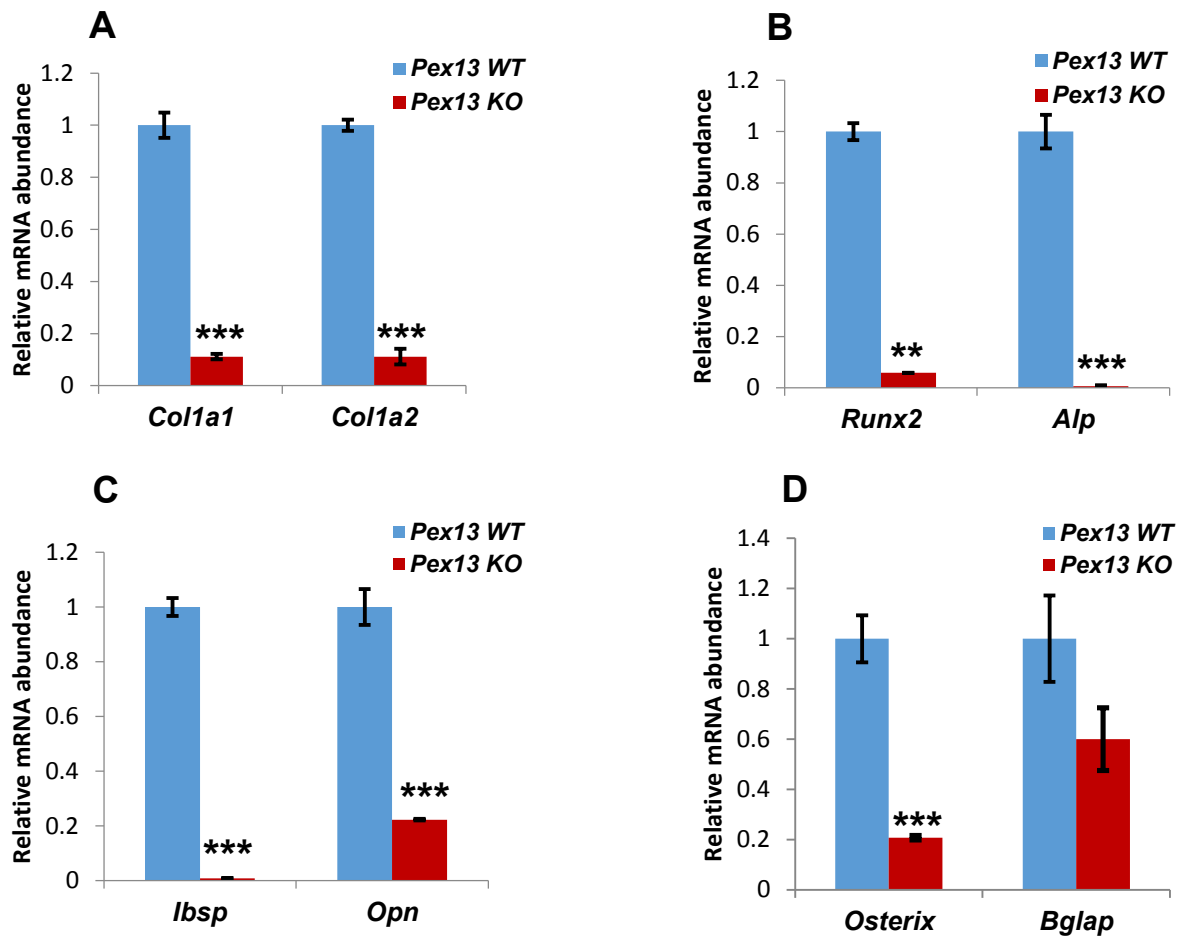 A
Relative mRNA abundance
1.2
1
0.8
0.6
0.4
0.2
0
Pex13 WT
Pex13 KO
***
***
Col1a1
Col1a2
B
Relative mRNA abundance
1.2
1
0.8
0.6
0.4
0.2
0
Pex13 WT
Pex13 KO
**
***
Runx2
Alp
C
Relative mRNA abundance
1.2
1
0.8
0.6
0.4
0.2
0
Pex13 WT
Pex13 KO
***
***
Ibsp
Opn
D
Relative mRNA abundance
1.4
1.2
1
0.8
0.6
0.4
0.2
0
Pex13 WT
Pex13 KO
***
Osterix
Bglap